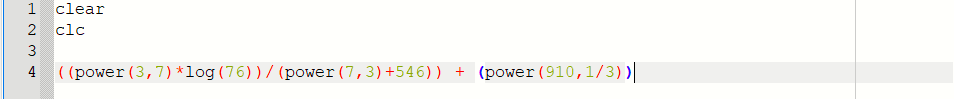 1 clear
2 clc
3
4 ((power(3,7)*log(76))/(power(7,3)+546)) + (power(910,1/3))